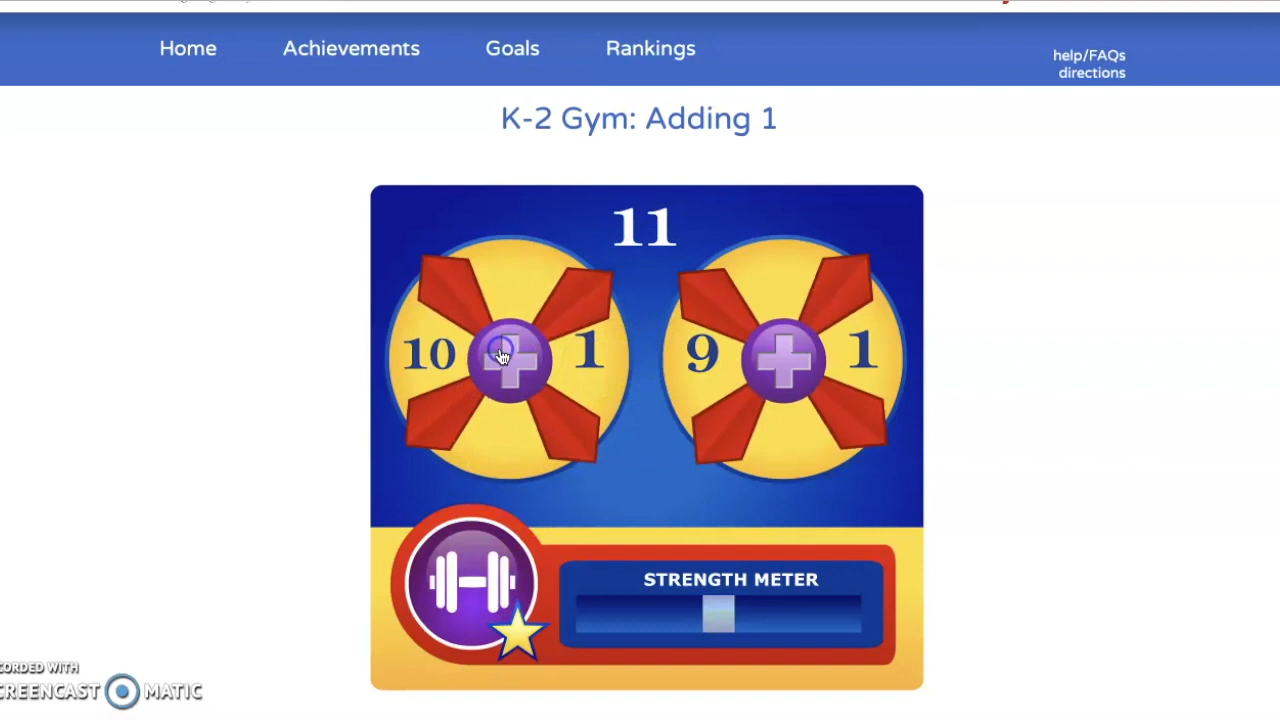 Home Achievements Goals Rankings
help/FAQs
directions
K-2 Gym: Adding 1
11
10 + 1
9 + 1
STRENGTH METER
CORDED WITH
CREENCAST MATIC